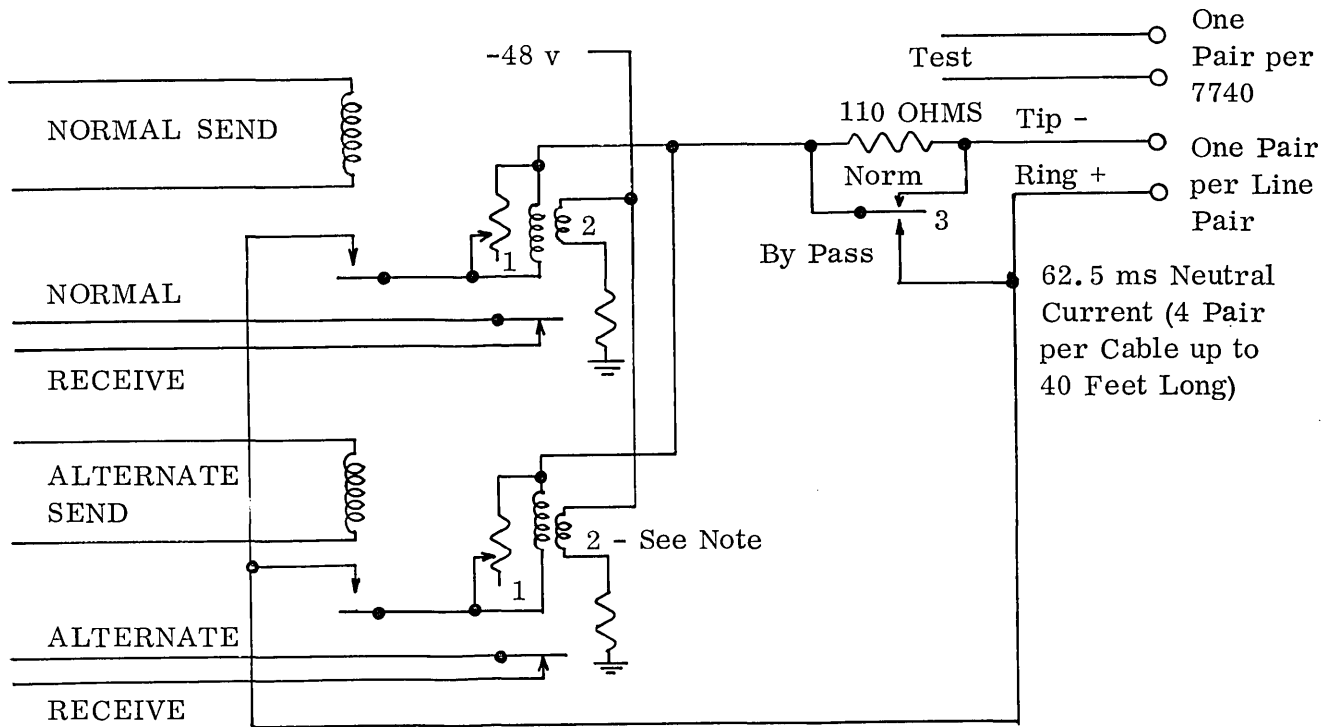 -48 v
Test
One
Pair per
7740
NORMAL SEND
110 OHMS
Tip -
Norm
Ring +
One Pair
per Line
Pair
1
2
3
By Pass
NORMAL
RECEIVE
62.5 ms Neutral
Current (4 Pair
per Cable up to
40 Feet Long)
ALTERNATE
SEND
2 - See Note
1
ALTERNATE
RECEIVE